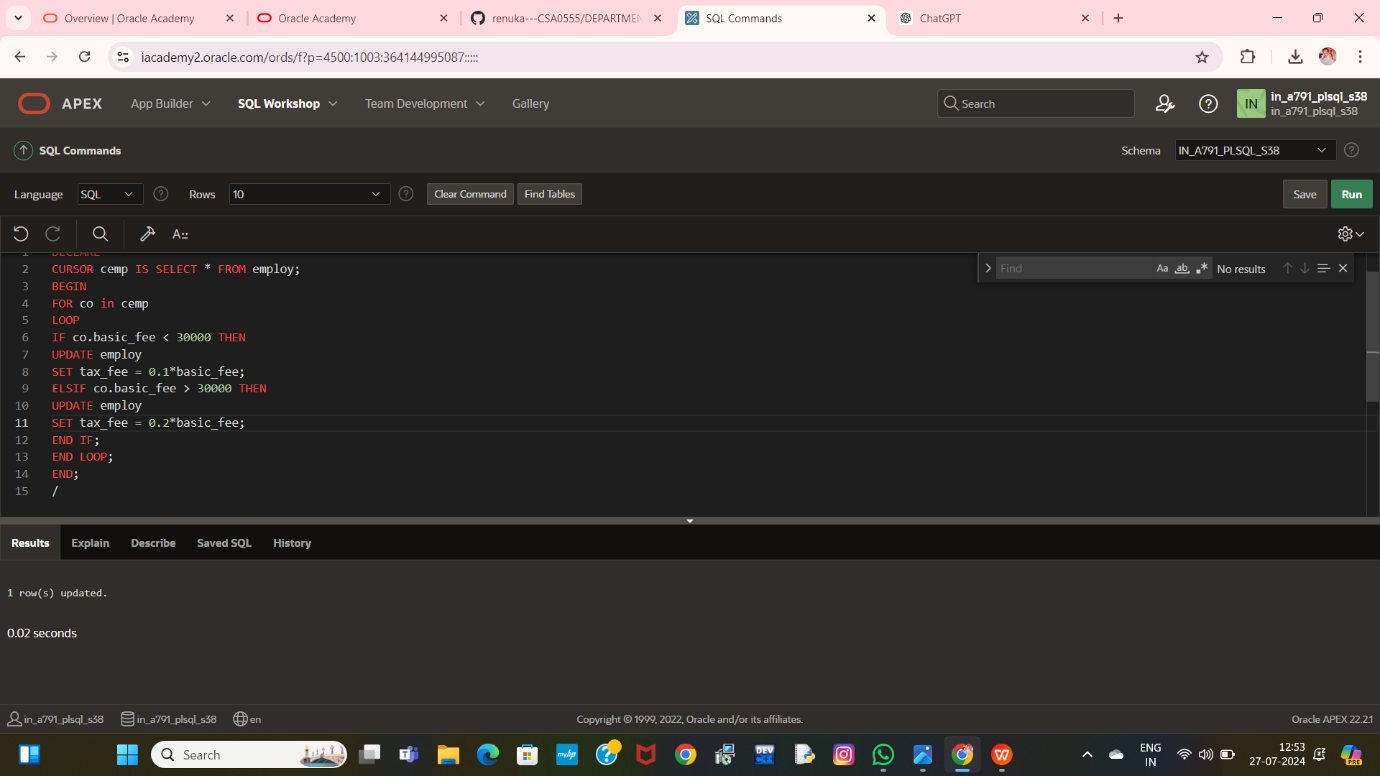 Overview | Oracle Academy
Oracle Academy
renuka---CSA0555/DEPARTMEN
SQL Commands
ChatGPT
iacademy2.oracle.com/ords/f?p=4500:1003:364144995087:::::
APEX
App Builder
SQL Workshop
Team Development
Gallery
Search
IN
in_a791_plsql_s38
in_a791_plsql_s38
SQL Commands
Schema
IN_A791_PLSQL_S38
Language
SQL
Rows
10
Clear Command
Find Tables
Save
Run
Find
Aa
ab
No results
1 DECLARE
2 CURSOR cemp IS SELECT * FROM employ;
3 BEGIN
4 FOR co in cemp
5 LOOP
6 IF co.basic_fee < 30000 THEN
7 UPDATE employ
8 SET tax_fee = 0.1*basic_fee;
9 ELSIF co.basic_fee > 30000 THEN
10 UPDATE employ
11 SET tax_fee = 0.2*basic_fee;
12 END IF;
13 END LOOP;
14 END;
15 /
Results
Explain
Describe
Saved SQL
History
1 row(s) updated.
0.02 seconds
in_a791_plsql_s38
in_a791_plsql_s38
en
Copyright © 1999, 2022, Oracle and/or its affiliates.
Oracle APEX 22.2.1
Search
ENG
IN
12:53
27-07-2024